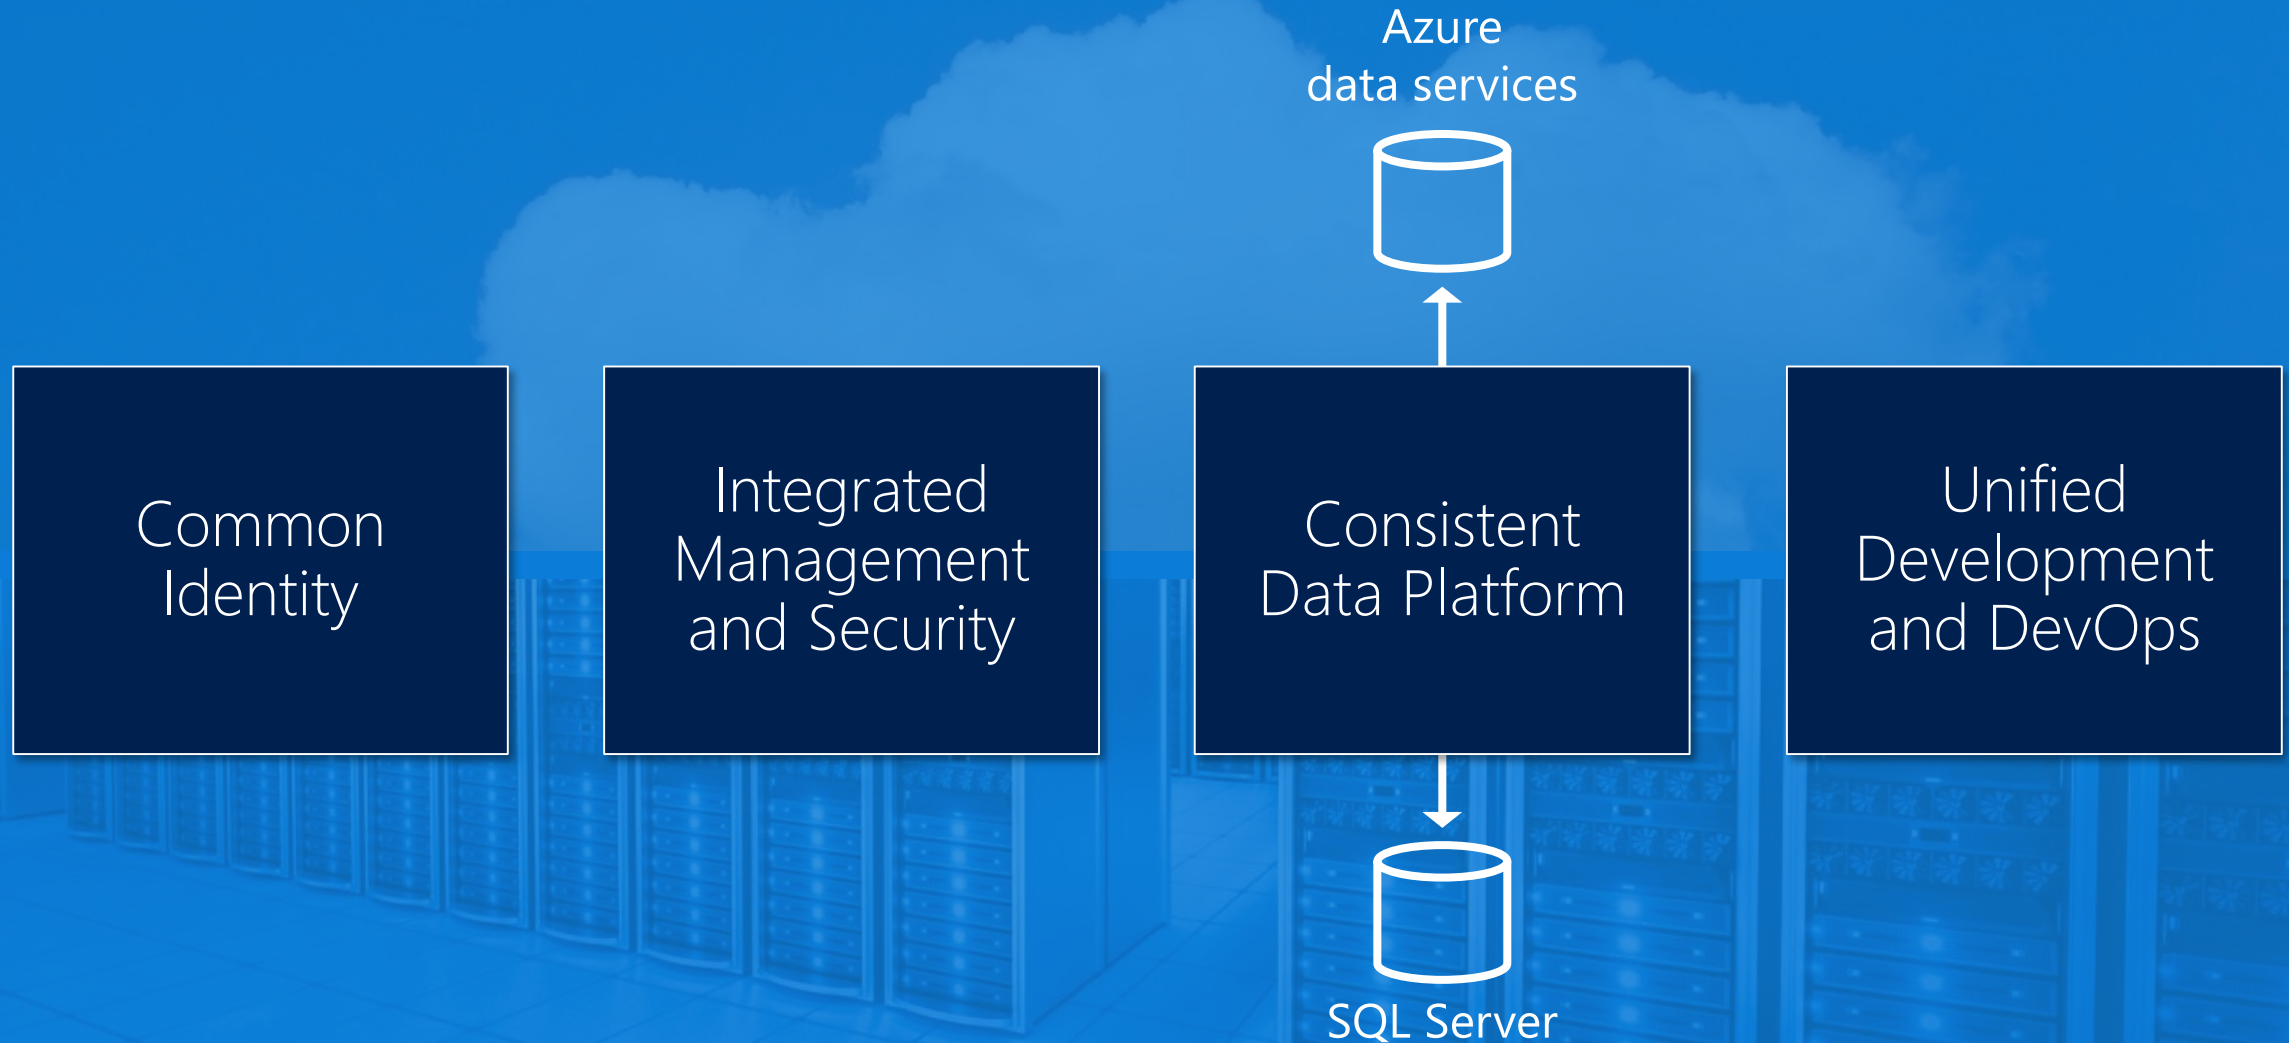 Azure
data services
Common
Identity
Integrated
Management
and Security
Consistent
Data Platform
Unified
Development
and DevOps
SQL Server